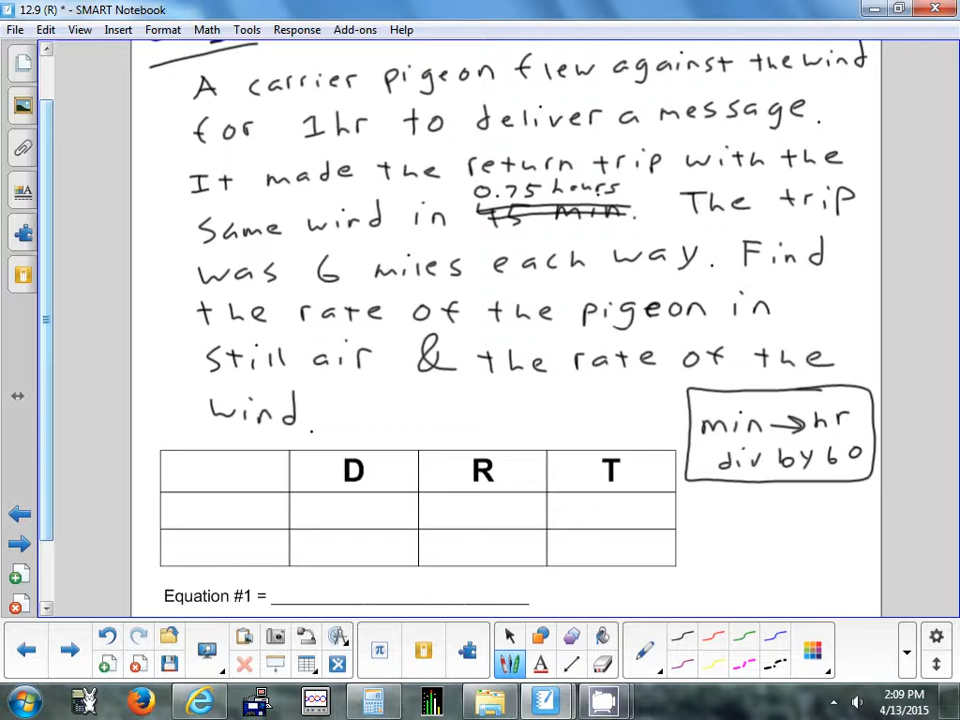 12.9 (R) * - SMART Notebook
File Edit View Insert Format Math Tools Response Add-ons Help
A carrier pigeon flew against the wind
for 1hr to deliver a message.
It made the return trip with the
0.75 hours
same wind in 45 min. The trip
was 6 miles each way. Find
the rate of the pigeon in
still air & the rate of the
wind.
min → hr
div by 60
D R T
Equation #1 = ____________________
2:09 PM
4/13/2015